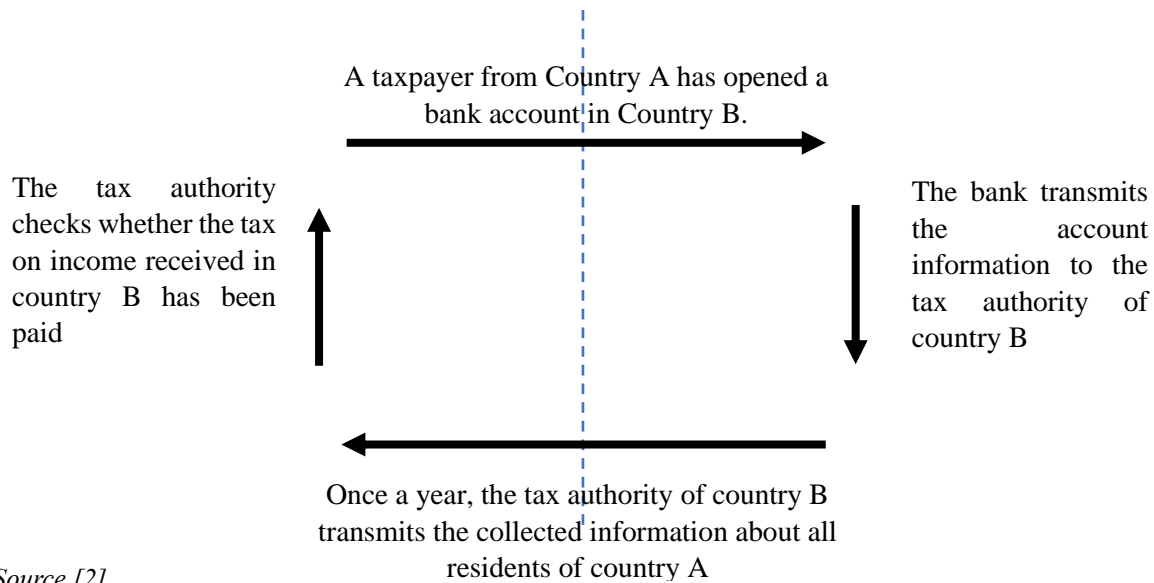 A taxpayer from Country A has opened a
bank account in Country B.
The tax authority
checks whether the tax
on income received in
country B has been
paid
The bank transmits
the account
information to the
tax authority of
country B
Once a year, the tax authority of country B
transmits the collected information about all
residents of country A
Source [2]